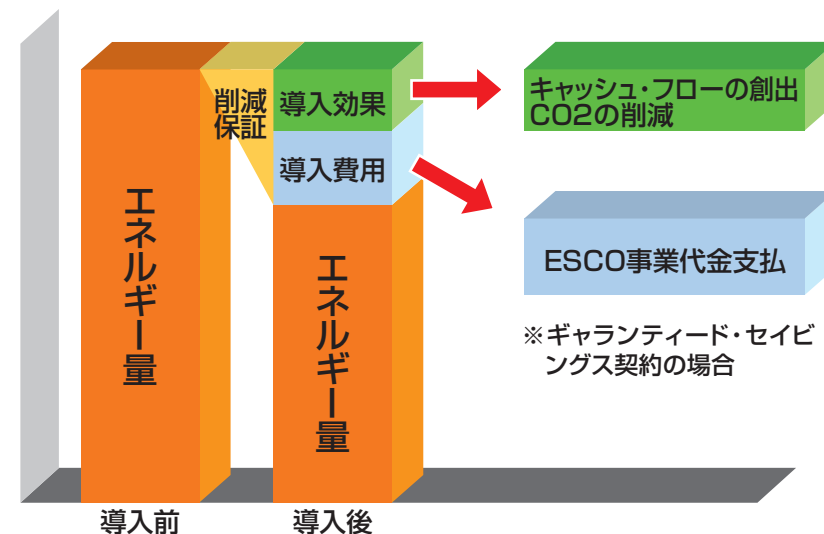 削減
保証
導入効果
導入費用
エネルギー量
エネルギー量
導入前
導入後
キャッシュ・フローの創出
CO2の削減
ESCO事業代金支払
※ギャランティード・セイビ
ングス契約の場合